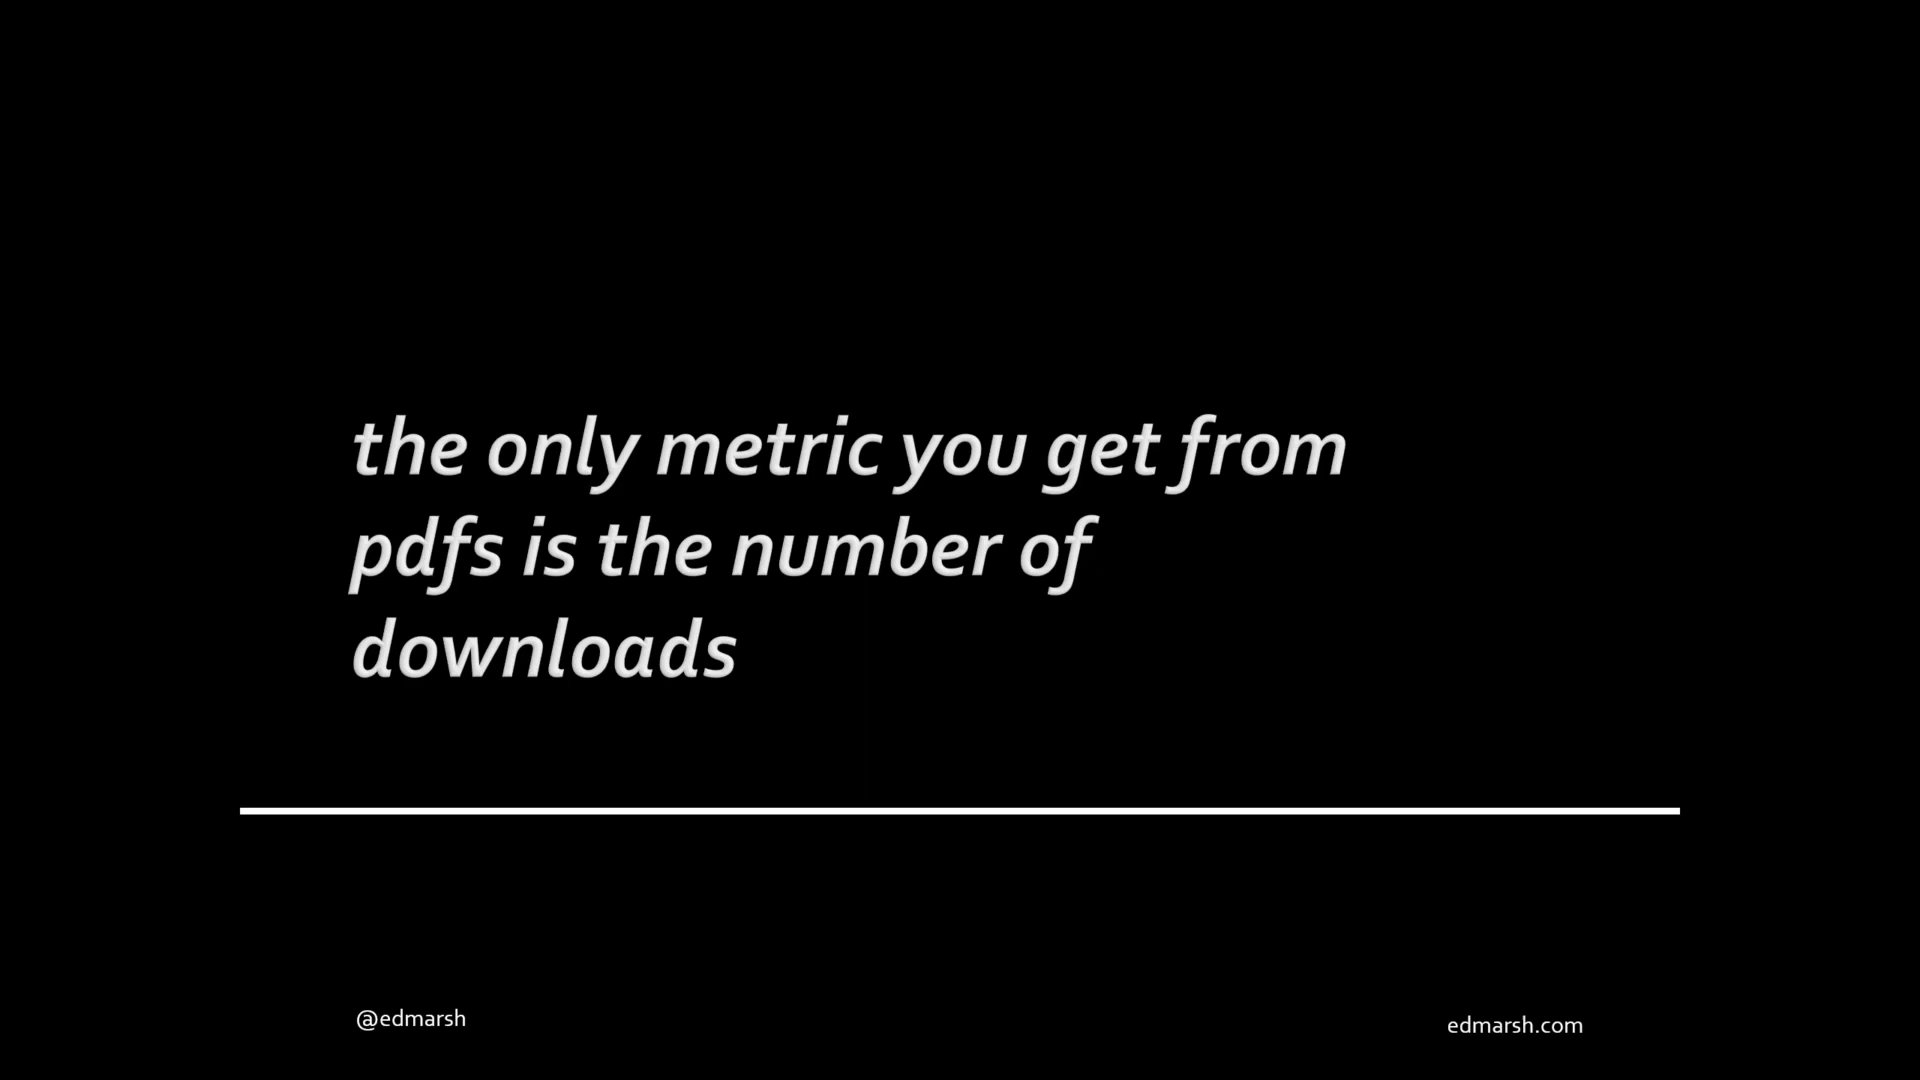 the only metric you get from
pdfs is the number of
downloads
@edmarsh
edmarsh.com